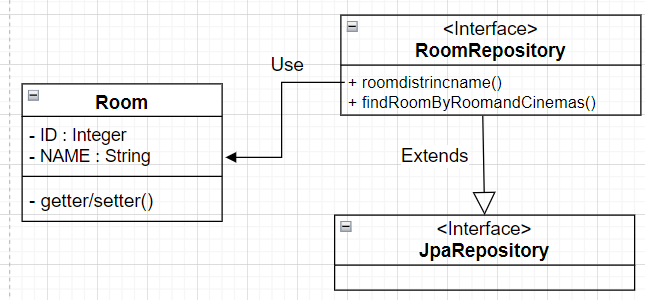 <Interface>
RoomRepository
+ roomdistrincname()
+ findRoomByRoomandCinemas()
Use
Room
- ID : Integer
- NAME : String
- getter/setter()
Extends
<Interface>
JpaRepository